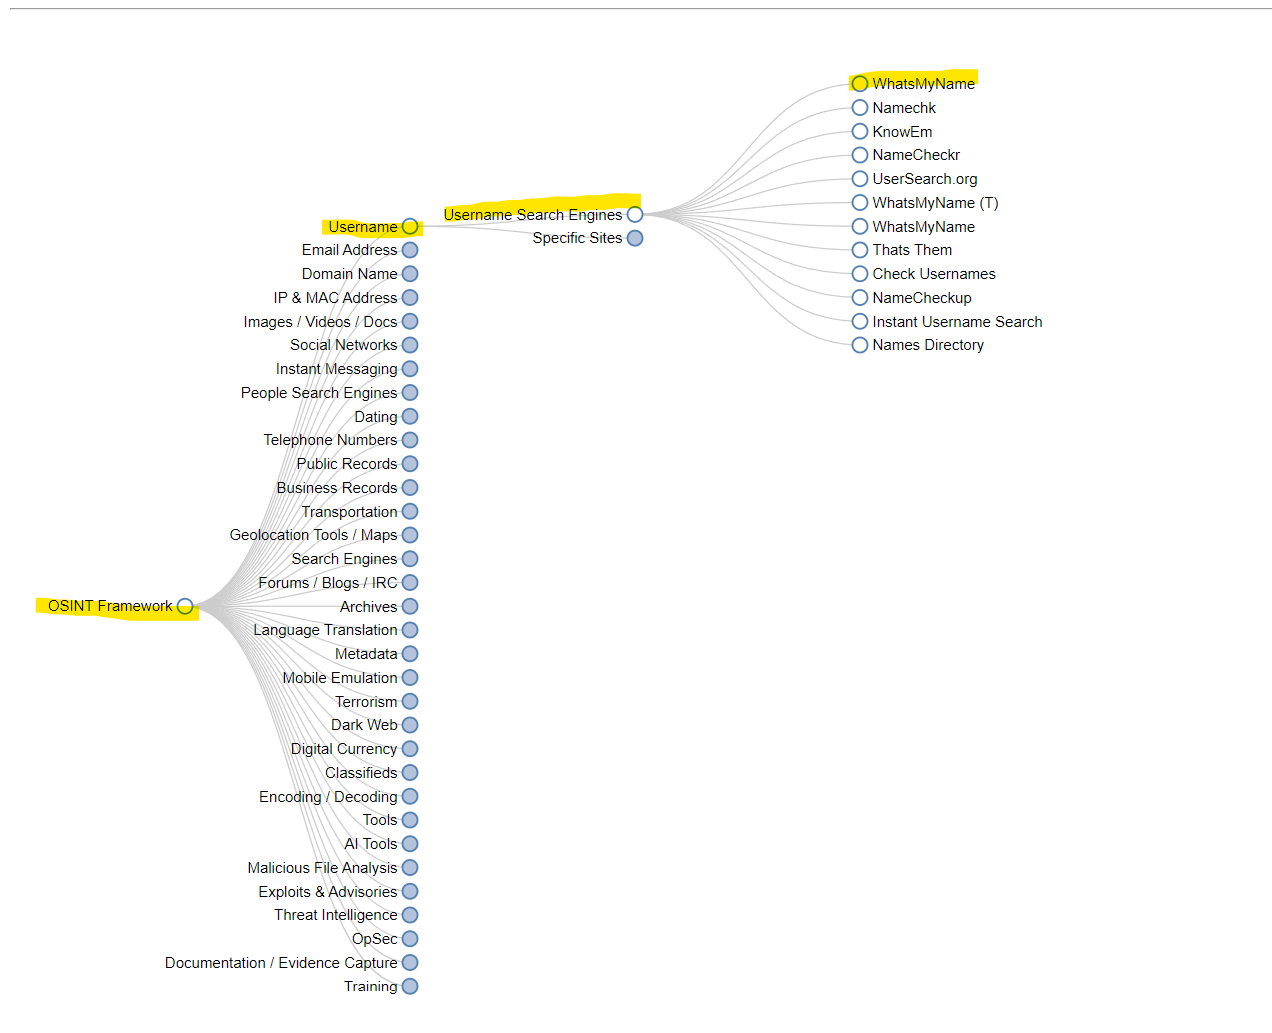 OSINT Framework
Username
Email Address
Domain Name
IP & MAC Address
Images / Videos / Docs
Social Networks
Instant Messaging
People Search Engines
Dating
Telephone Numbers
Public Records
Business Records
Transportation
Geolocation Tools / Maps
Search Engines
Forums / Blogs / IRC
Archives
Language Translation
Metadata
Mobile Emulation
Terrorism
Dark Web
Digital Currency
Classifieds
Encoding / Decoding
Tools
AI Tools
Malicious File Analysis
Exploits & Advisories
Threat Intelligence
OpSec
Documentation / Evidence Capture
Training
Username Search Engines
Specific Sites
WhatsMyName
Namechk
KnowEm
NameCheckr
UserSearch.org
WhatsMyName (T)
WhatsMyName
Thats Them
Check Usernames
NameCheckup
Instant Username Search
Names Directory